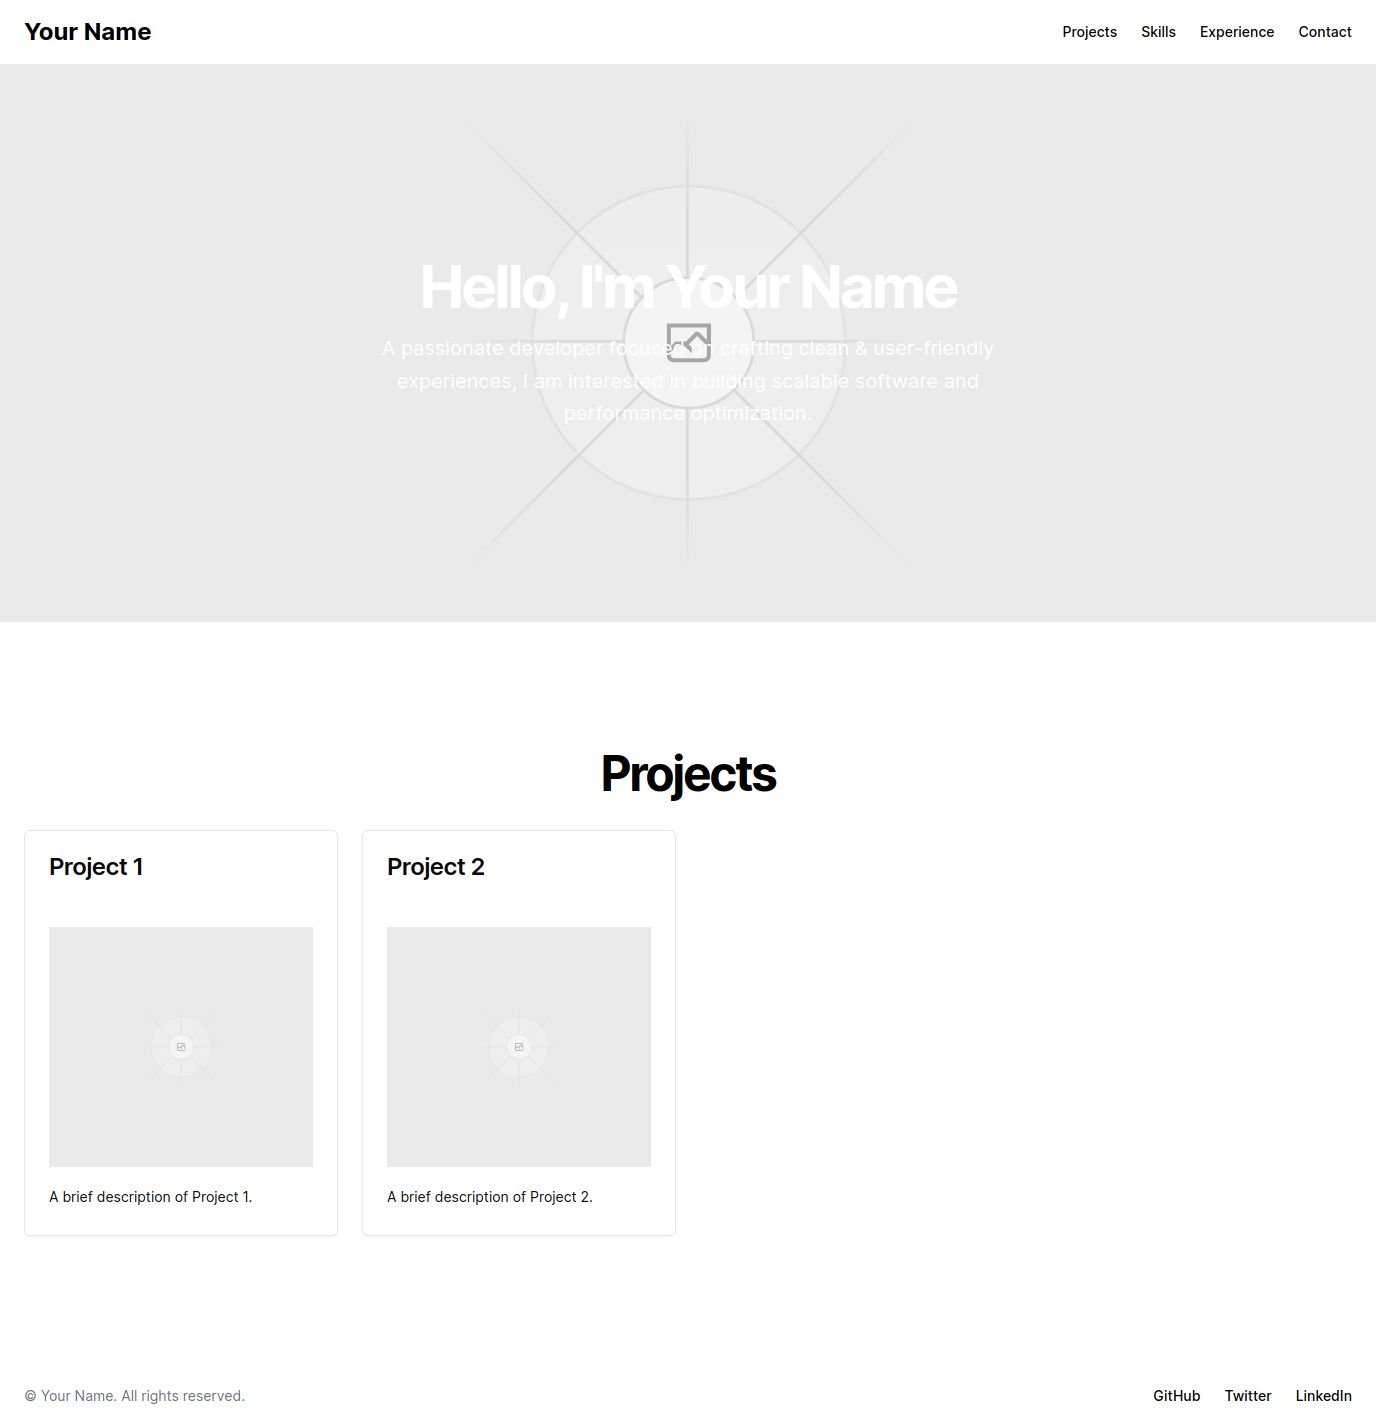 Your Name
Projects Skills Experience Contact
Hello, I'm Your Name
A passionate developer focused on crafting clean & user-friendly
experiences, I am interested in building scalable software and
performance optimization.
Projects
Project 1
Project 2
A brief description of Project 1.
A brief description of Project 2.
© Your Name. All rights reserved.
GitHub Twitter LinkedIn